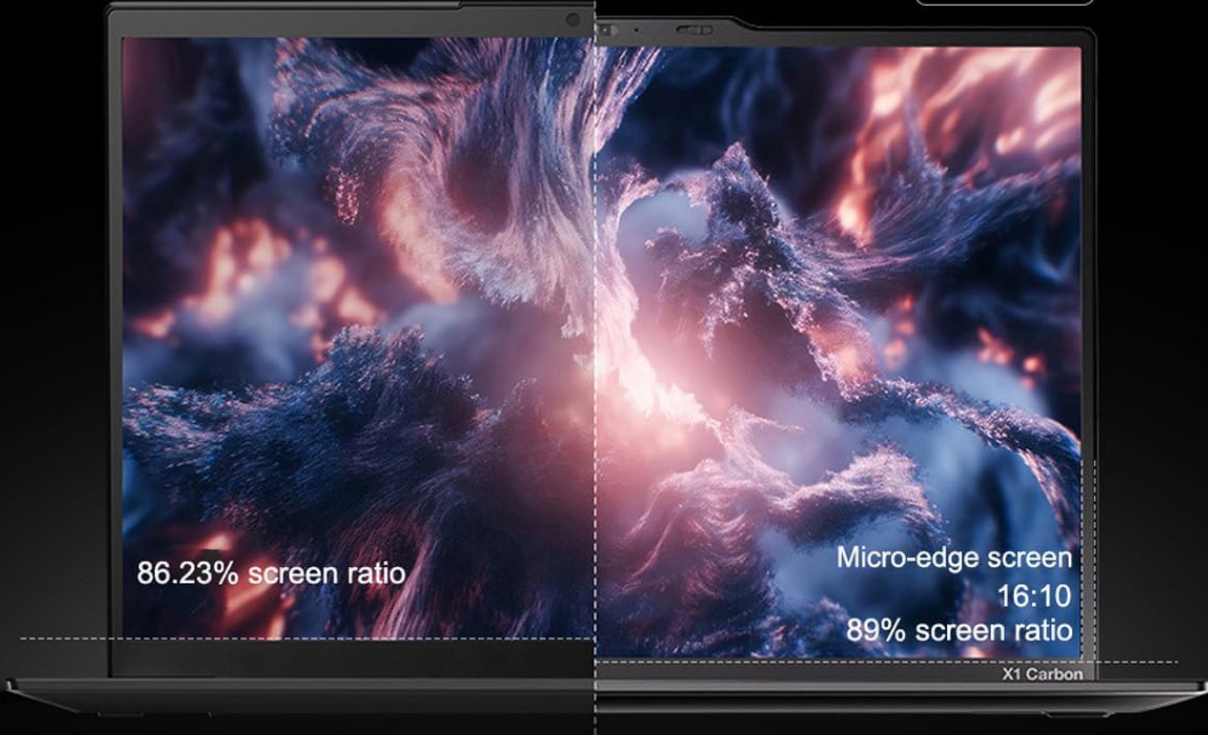 86.23% screen ratio
Micro-edge screen
16:10
89% screen ratio
X1 Carbon